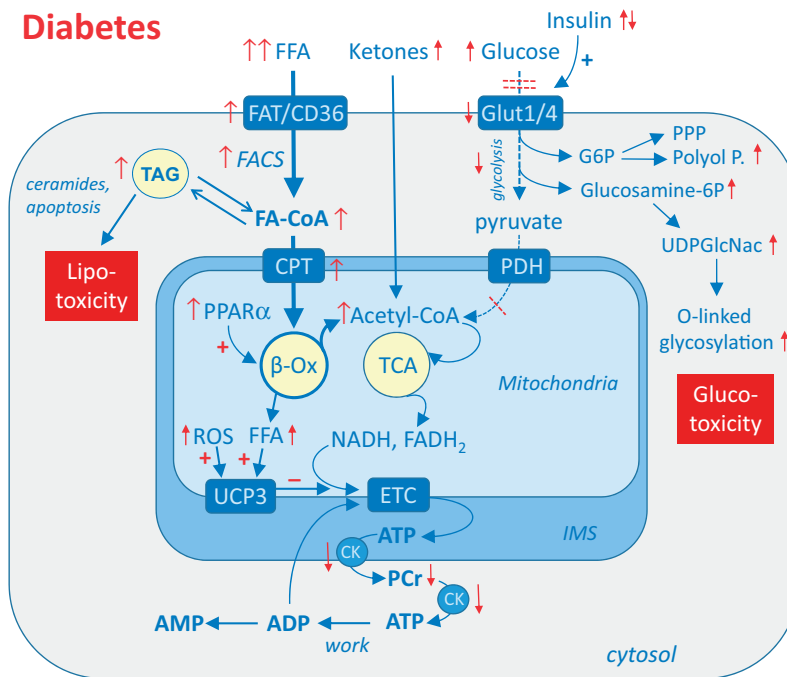 Diabetes
Insulin ↑↓
↑↑ FFA
Ketones ↑
↑ Glucose
+
↑ FAT/CD36
↓ Glut1/4
PPP
↑ FACS
↓ glycolysis
G6P
Polyol P. ↑
↑ TAG
ceramides,
apoptosis
Glucosamine-6P ↑
FA-CoA ↑
pyruvate
UDPGlcNac ↑
Lipo-
toxicity
CPT ↑
PDH
↑ PPARα
↑ Acetyl-CoA
O-linked
glycosylation ↑
+
β-Ox
TCA
Mitochondria
Gluco-
toxicity
↑ ROS
FFA ↑
NADH, FADH₂
+
+
UCP3
−
ETC
ATP
IMS
↓ CK
PCr ↓
CK ↓
AMP
ADP
ATP
work
cytosol